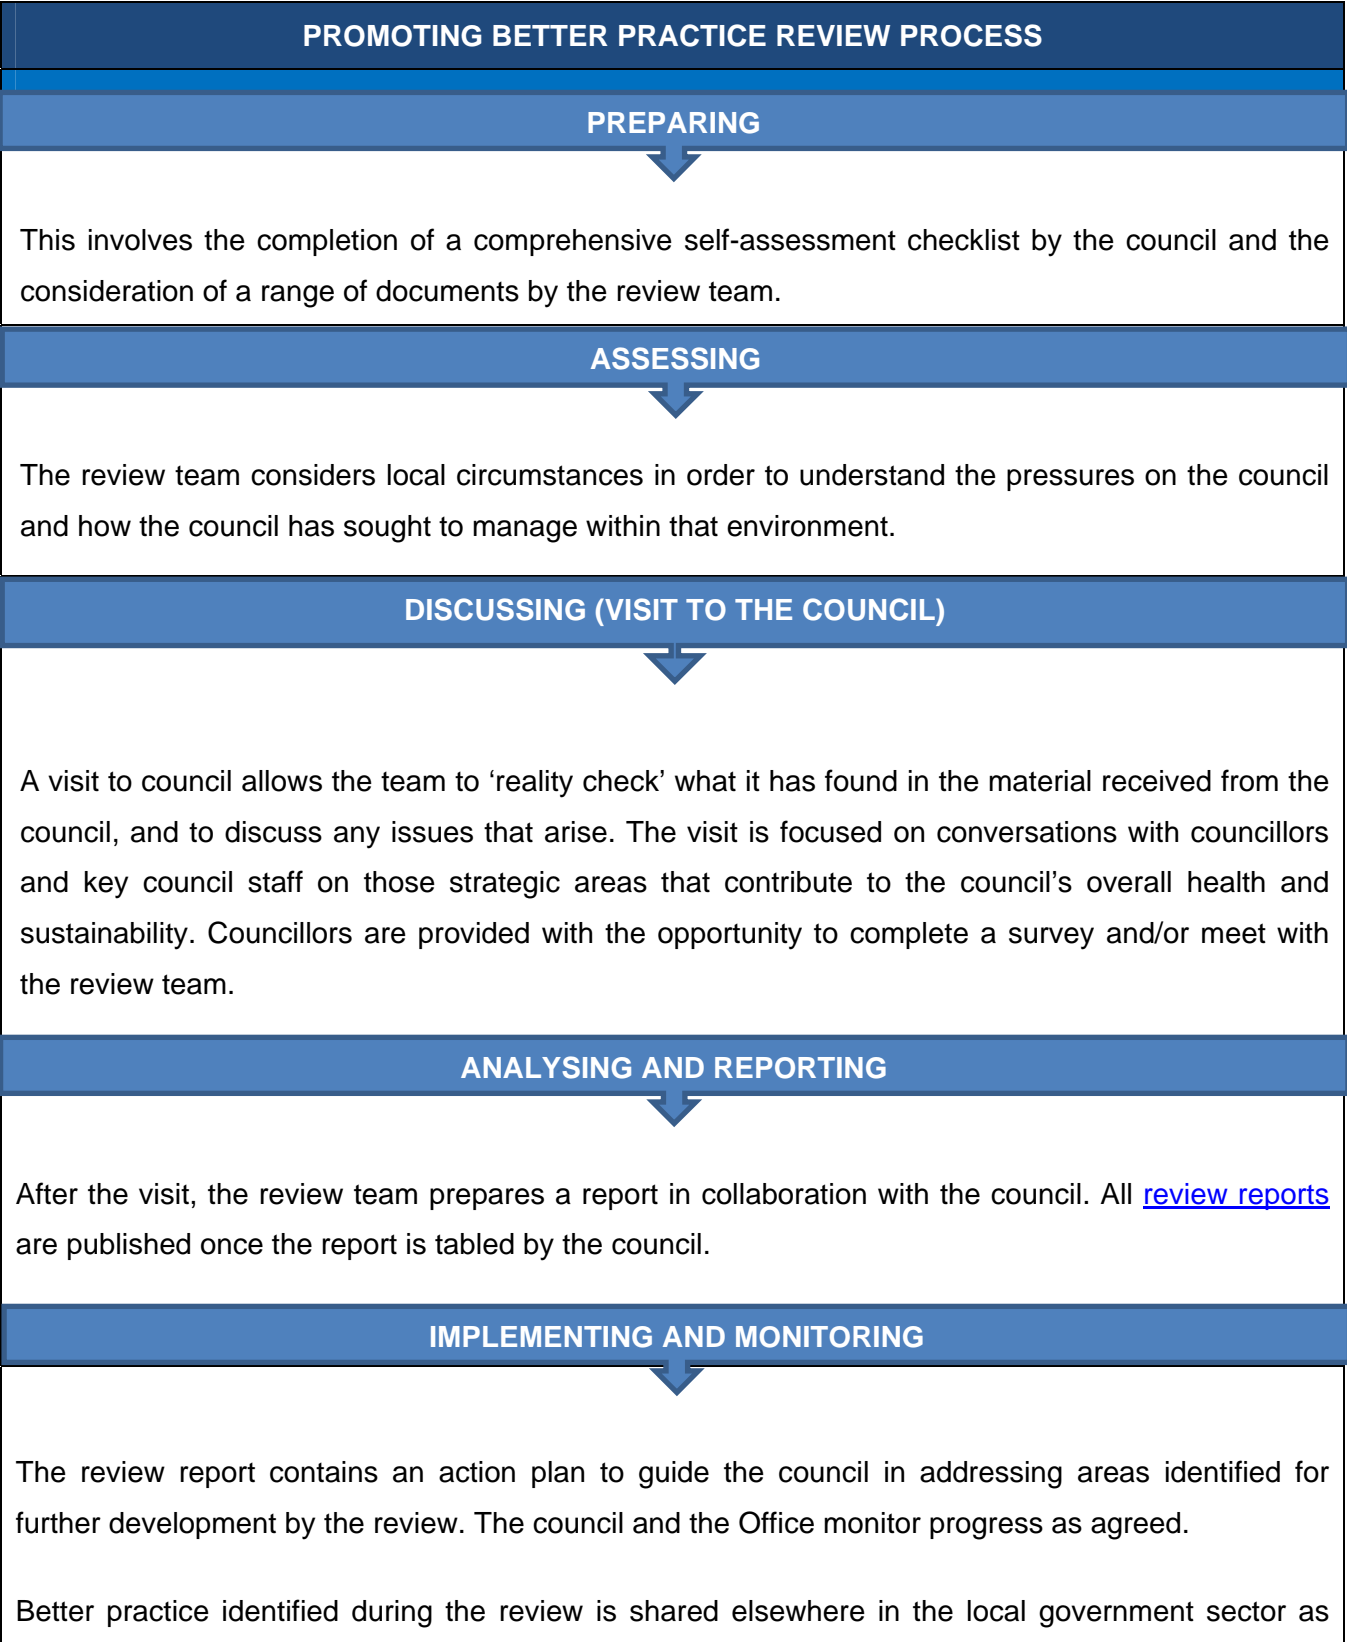 PROMOTING BETTER PRACTICE REVIEW PROCESS
PREPARING
This involves the completion of a comprehensive self-assessment checklist by the council and the
consideration of a range of documents by the review team.
ASSESSING
The review team considers local circumstances in order to understand the pressures on the council
and how the council has sought to manage within that environment.
DISCUSSING (VISIT TO THE COUNCIL)
A visit to council allows the team to ‘reality check’ what it has found in the material received from the
council, and to discuss any issues that arise. The visit is focused on conversations with councillors
and key council staff on those strategic areas that contribute to the council’s overall health and
sustainability. Councillors are provided with the opportunity to complete a survey and/or meet with
the review team.
ANALYSING AND REPORTING
After the visit, the review team prepares a report in collaboration with the council. All review reports
are published once the report is tabled by the council.
IMPLEMENTING AND MONITORING
The review report contains an action plan to guide the council in addressing areas identified for
further development by the review. The council and the Office monitor progress as agreed.
Better practice identified during the review is shared elsewhere in the local government sector as